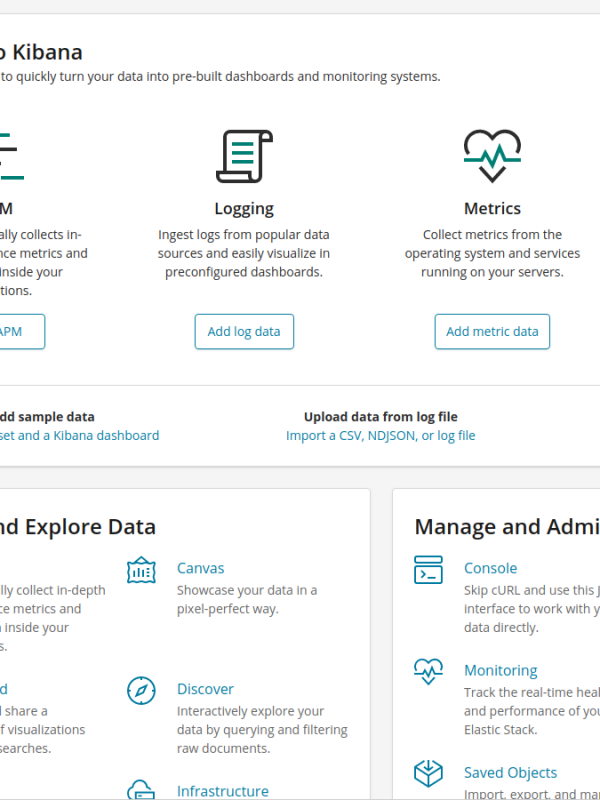 o Kibana
to quickly turn your data into pre-built dashboards and monitoring systems.
M
ally collects in-
nce metrics and
inside your
tions.
APM
Logging
Ingest logs from popular data
sources and easily visualize in
preconfigured dashboards.
Add log data
Metrics
Collect metrics from the
operating system and services
running on your servers.
Add metric data
dd sample data
set and a Kibana dashboard
Upload data from log file
Import a CSV, NDJSON, or log file
nd Explore Data
lly collect in-depth
ce metrics and
inside your
s.
Canvas
Showcase your data in a
pixel-perfect way.
d
share a
f visualizations
searches.
Discover
Interactively explore your
data by querying and filtering
raw documents.
Infrastructure
Manage and Admi
Console
Skip cURL and use this J
interface to work with y
data directly.
Monitoring
Track the real-time heal
and performance of you
Elastic Stack.
Saved Objects
Import, export, and ma